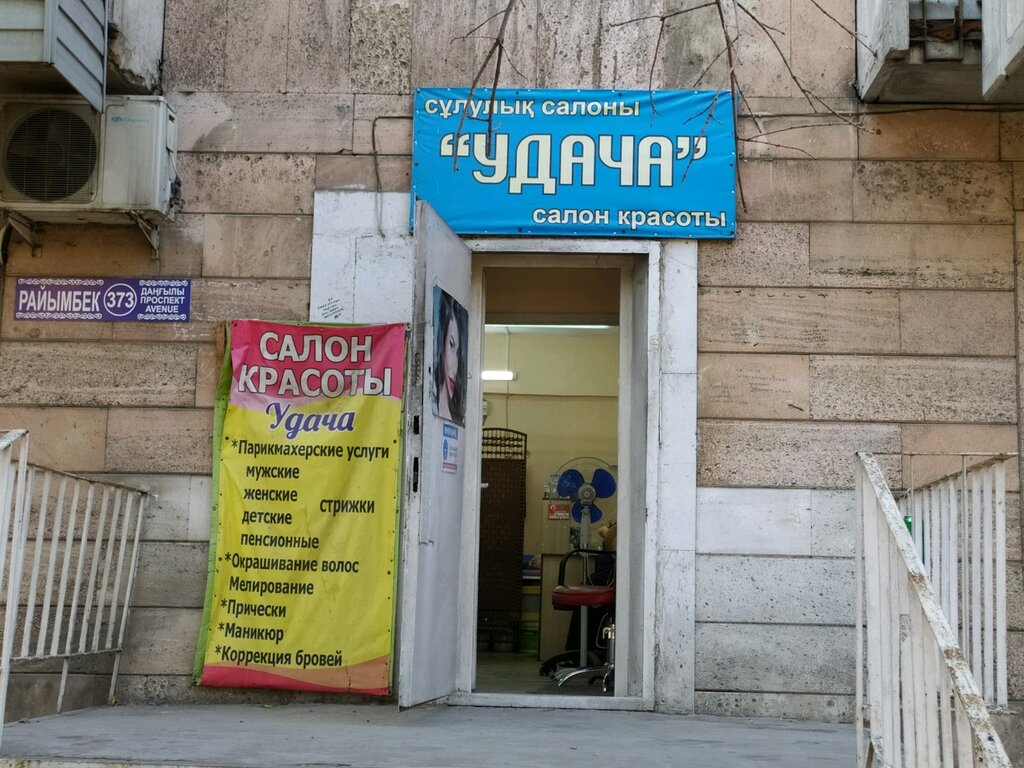 сұлулық салоны
“УДАЧА”
салон красоты
РАЙЫМБЕК 373 ДАҢҒЫЛЫ
ПРОСПЕКТ
AVENUE
САЛОН
КРАСОТЫ
Удача
*Парикмахерские услуги
мужские
женские
стрижки
детские
пенсионные
*Окрашивание волос
Мелирование
*Прически
*Маникюр
*Коррекция бровей